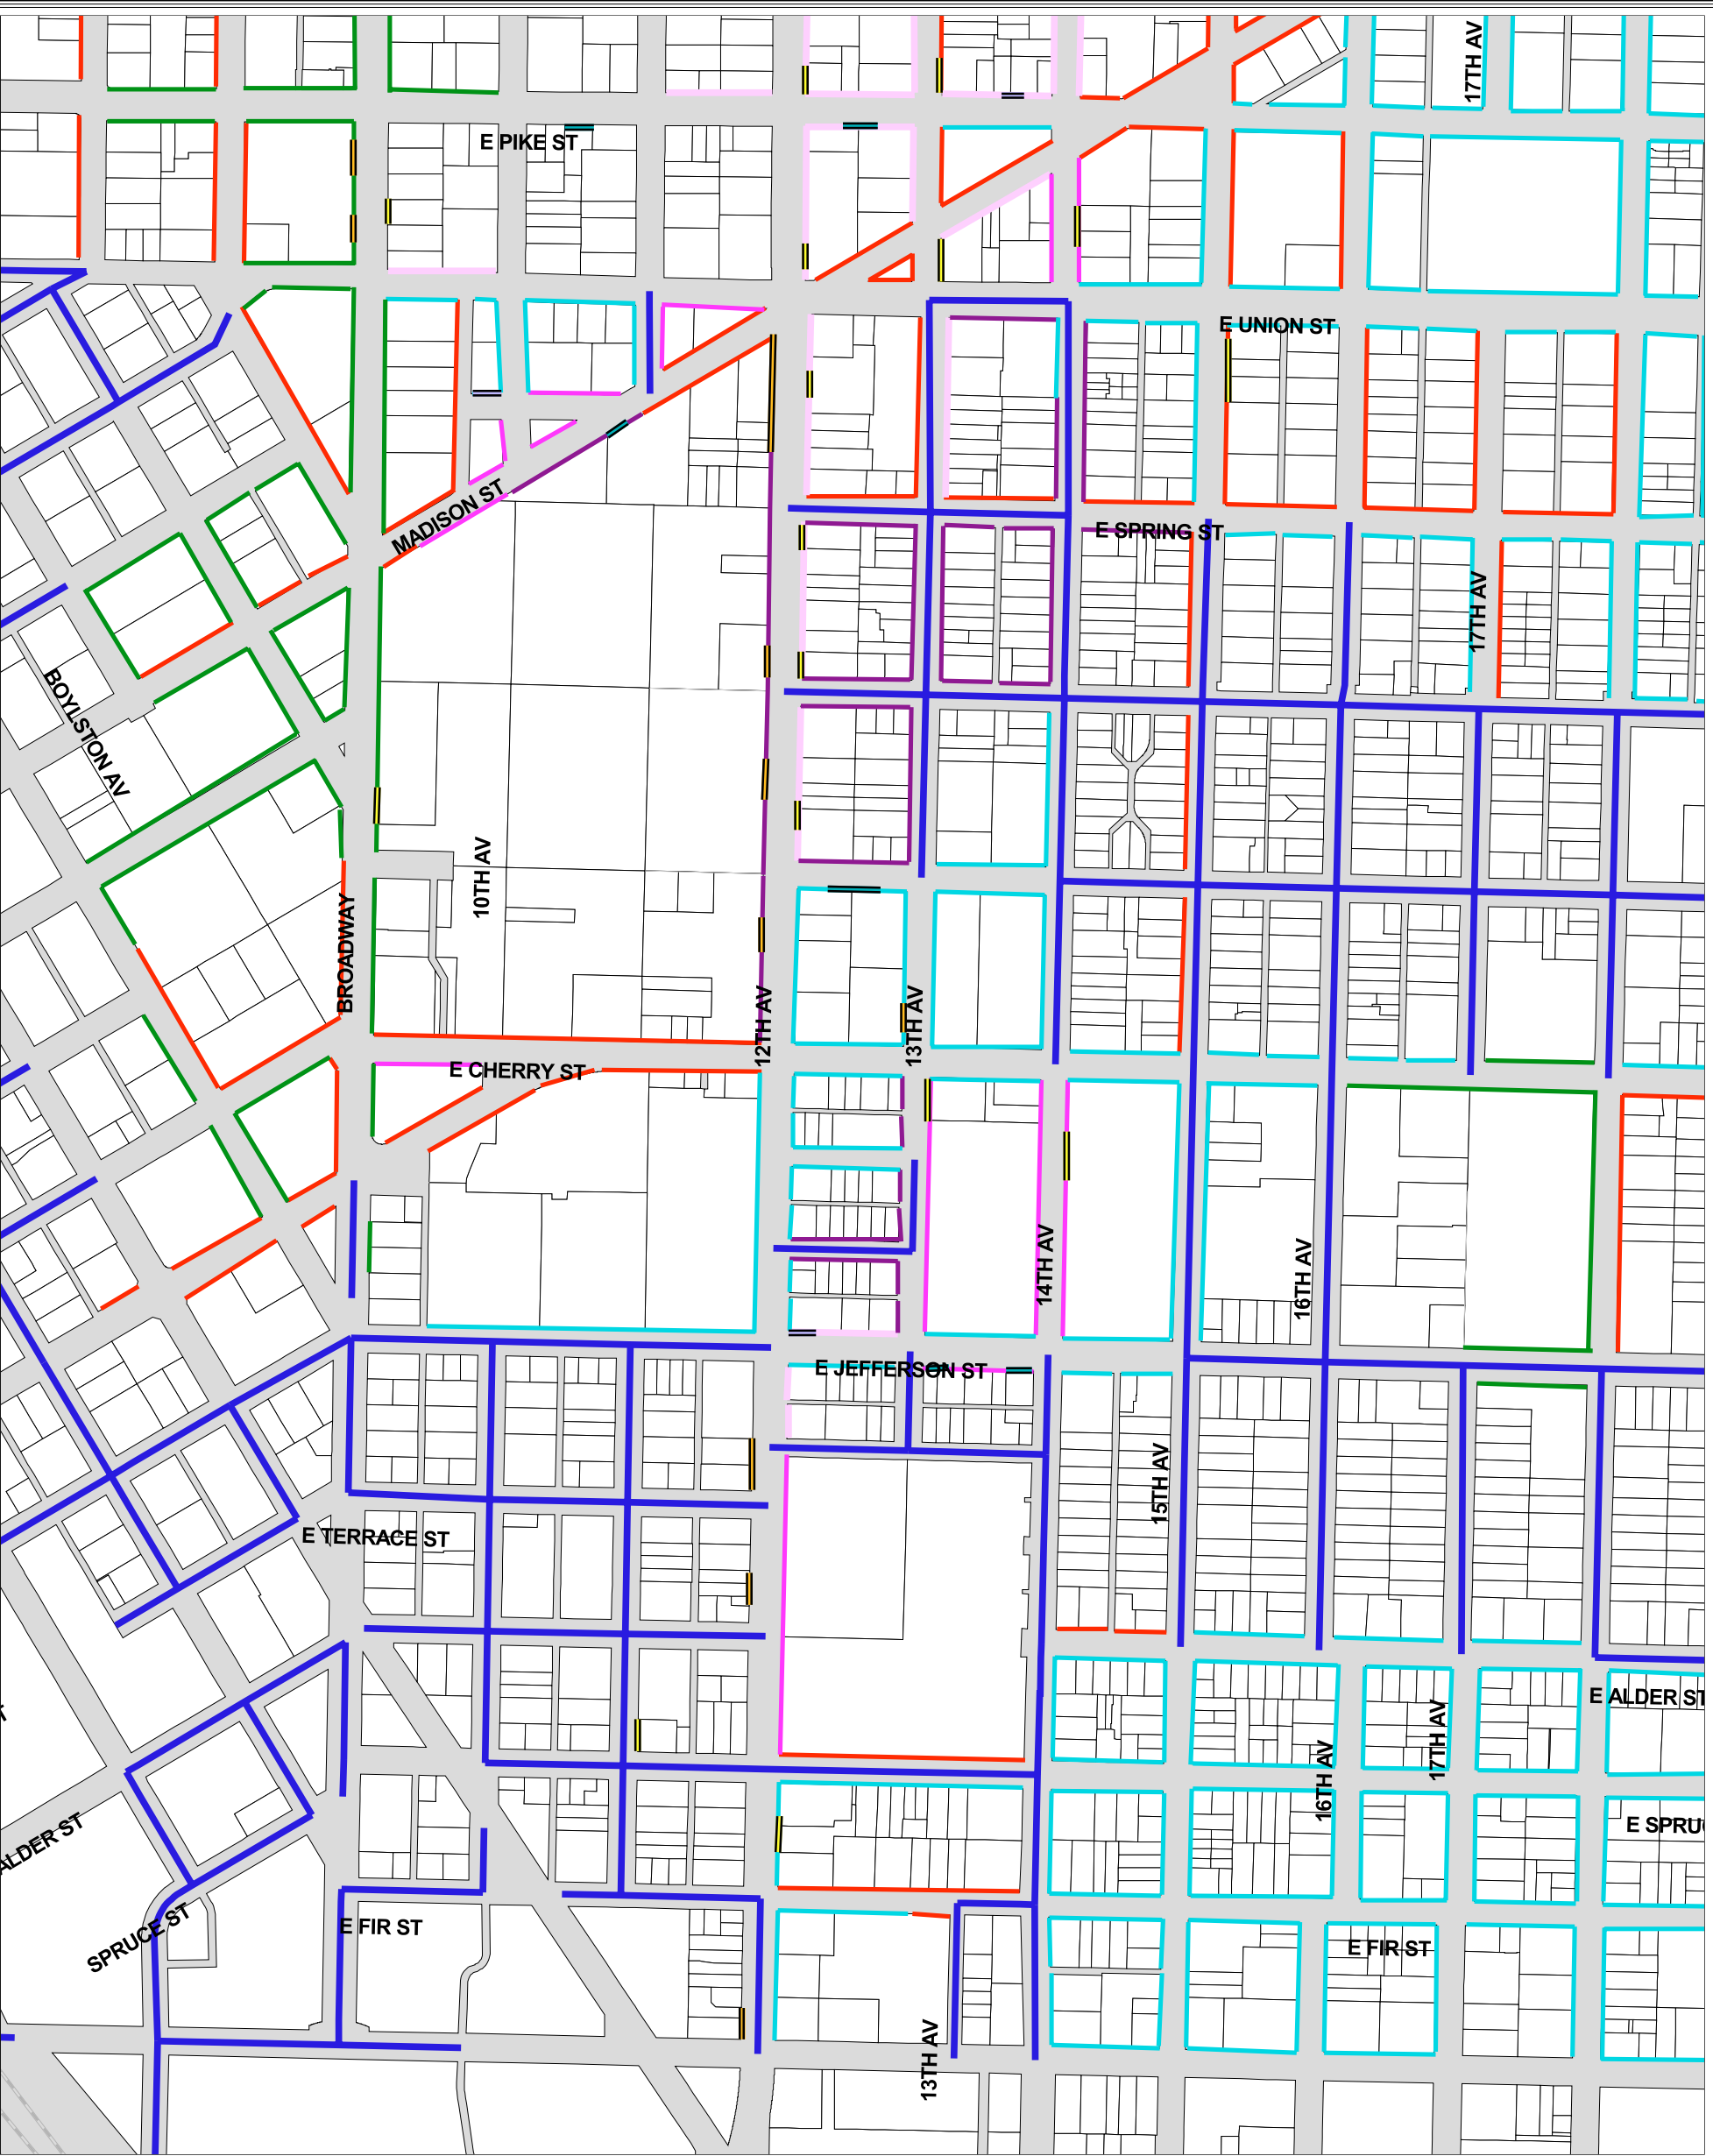 17TH AV
E PIKE ST
E UNION ST
MADISON ST
E SPRING ST
17TH AV
BOYLSTON AV
10TH AV
BROADWAY
12TH AV
13TH AV
E CHERRY ST
14TH AV
16TH AV
E JEFFERSON ST
15TH AV
E TERRACE ST
E ALDER ST
17TH AV
16TH AV
ALDER ST
E SPRU
SPRUCE ST
E FIR ST
E FIR ST
13TH AV